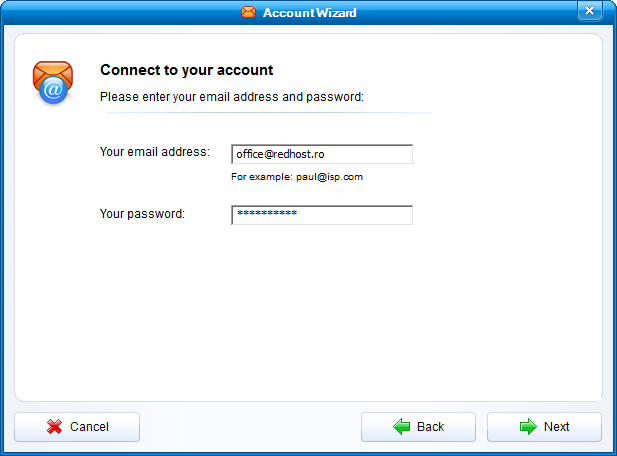 Account Wizard
Connect to your account
Please enter your email address and password:
Your email address: office@redhost.ro
For example: paul@isp.com
Your password: **********
Cancel Back Next